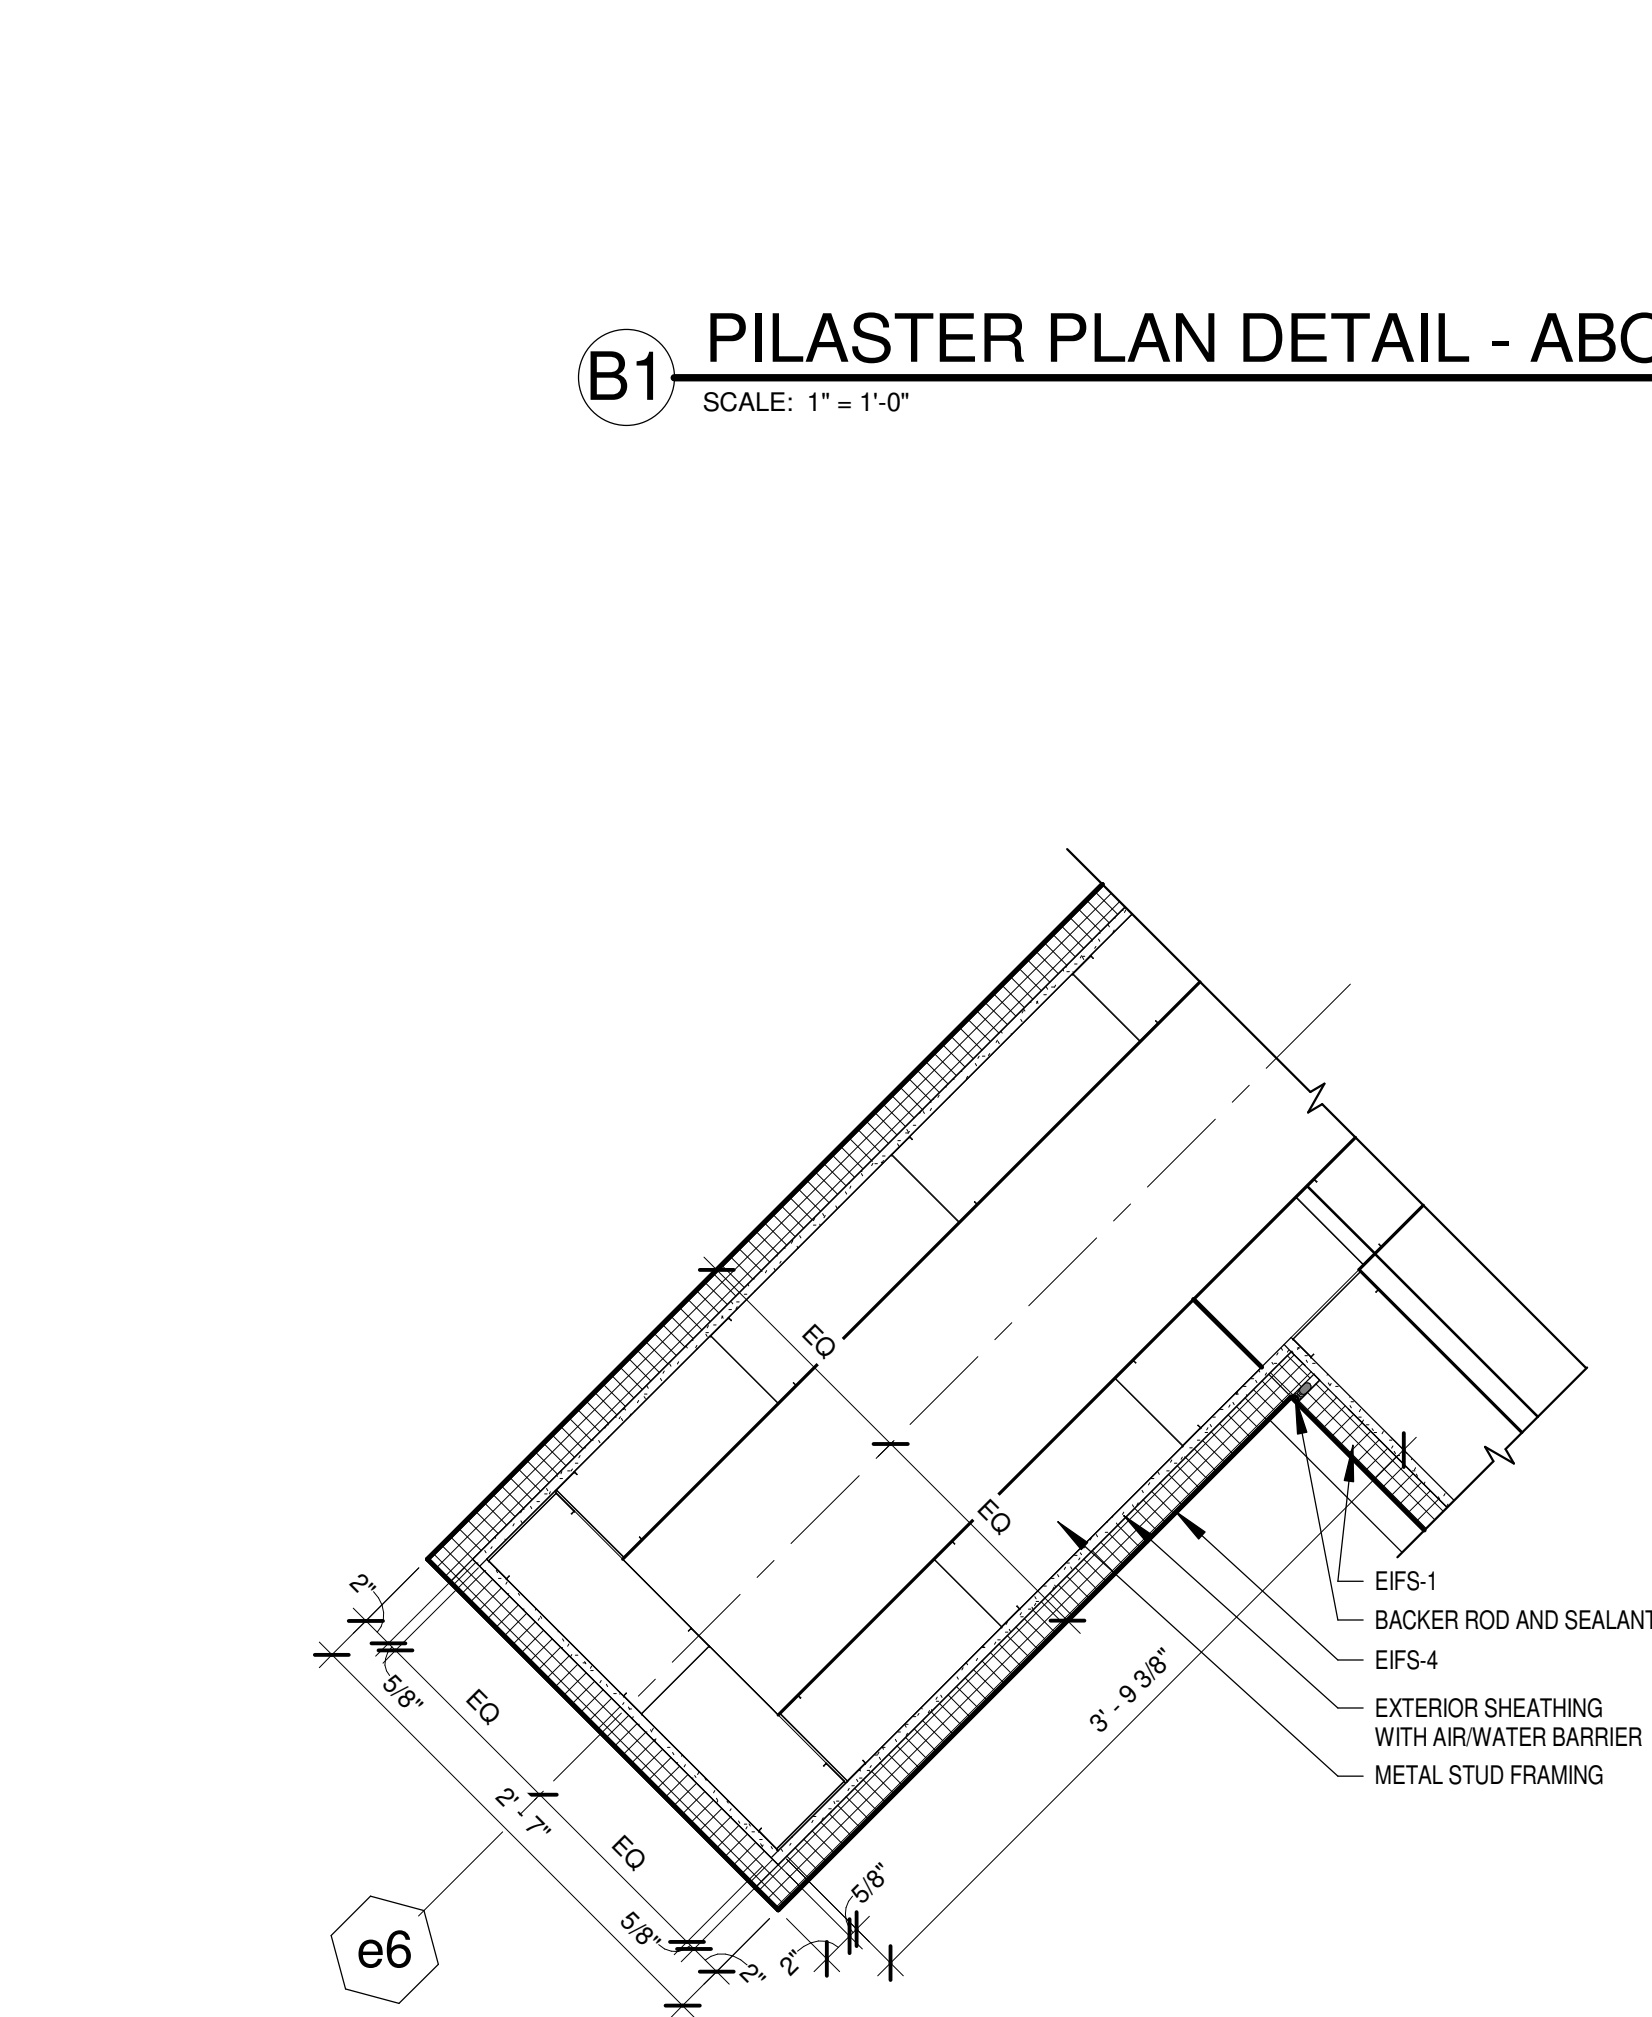 B1
PILASTER PLAN DETAIL - ABO
SCALE: 1" = 1'-0"
EQ
EQ
EIFS-1
BACKER ROD AND SEALANT
EIFS-4
EXTERIOR SHEATHING
WITH AIR/WATER BARRIER
METAL STUD FRAMING
3' - 9 3/8"
2"
5/8"
EQ
2' - 7"
EQ
5/8"
2"
2"
5/8"
e6